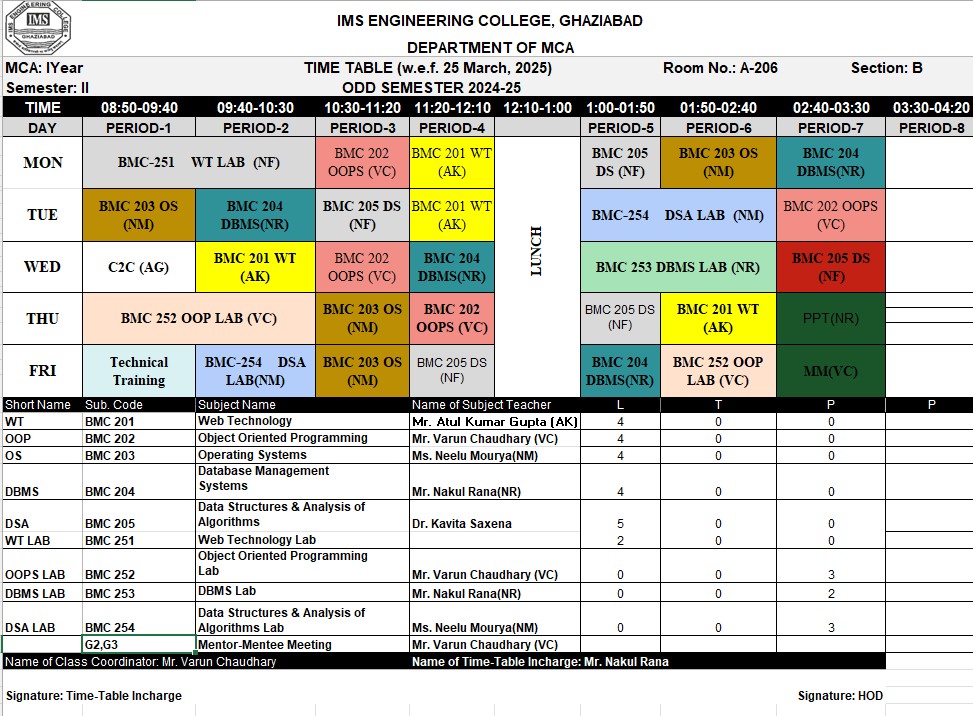 IMS ENGINEERING COLLEGE
IMS
GHAZIABAD
IMS ENGINEERING COLLEGE, GHAZIABAD
DEPARTMENT OF MCA
MCA: IYear TIME TABLE (w.e.f. 25 March, 2025) Room No.: A-206 Section: B
Semester: II ODD SEMESTER 2024-25
TIME 08:50-09:40 09:40-10:30 10:30-11:20 11:20-12:10 12:10-1:00 1:00-01:50 01:50-02:40 02:40-03:30 03:30-04:20
DAY PERIOD-1 PERIOD-2 PERIOD-3 PERIOD-4 PERIOD-5 PERIOD-6 PERIOD-7 PERIOD-8
MON BMC-251 WT LAB (NF) BMC 202 OOPS (VC) BMC 201 WT (AK) BMC 205 DS (NF) BMC 203 OS (NM) BMC 204 DBMS(NR)
TUE BMC 203 OS (NM) BMC 204 DBMS(NR) BMC 205 DS (NF) BMC 201 WT (AK) BMC-254 DSA LAB (NM) BMC 202 OOPS (VC)
LUNCH
WED C2C (AG) BMC 201 WT (AK) BMC 202 OOPS (VC) BMC 204 DBMS(NR) BMC 253 DBMS LAB (NR) BMC 205 DS (NF)
THU BMC 252 OOP LAB (VC) BMC 203 OS (NM) BMC 202 OOPS (VC) BMC 205 DS (NF) BMC 201 WT (AK) PPT(NR)
FRI Technical Training BMC-254 DSA LAB(NM) BMC 203 OS (NM) BMC 205 DS (NF) BMC 204 DBMS(NR) BMC 252 OOP LAB (VC) MM(VC)
Short Name Sub. Code Subject Name Name of Subject Teacher L T P P
WT BMC 201 Web Technology Mr. Atul Kumar Gupta (AK) 4 0 0
OOP BMC 202 Object Oriented Programming Mr. Varun Chaudhary (VC) 4 0 0
OS BMC 203 Operating Systems Ms. Neelu Mourya(NM) 4 0 0
DBMS BMC 204 Database Management Systems Mr. Nakul Rana(NR) 4 0 0
DSA BMC 205 Data Structures & Analysis of Algorithms Dr. Kavita Saxena 5 0 0
WT LAB BMC 251 Web Technology Lab 2 0 0
OOPS LAB BMC 252 Object Oriented Programming Lab Mr. Varun Chaudhary (VC) 0 0 3
DBMS LAB BMC 253 DBMS Lab Mr. Nakul Rana(NR) 0 0 2
DSA LAB BMC 254 Data Structures & Analysis of Algorithms Lab Ms. Neelu Mourya(NM) 0 0 3
G2,G3 Mentor-Mentee Meeting Mr. Varun Chaudhary (VC)
Name of Class Coordinator: Mr. Varun Chaudhary Name of Time-Table Incharge: Mr. Nakul Rana
Signature: Time-Table Incharge Signature: HOD